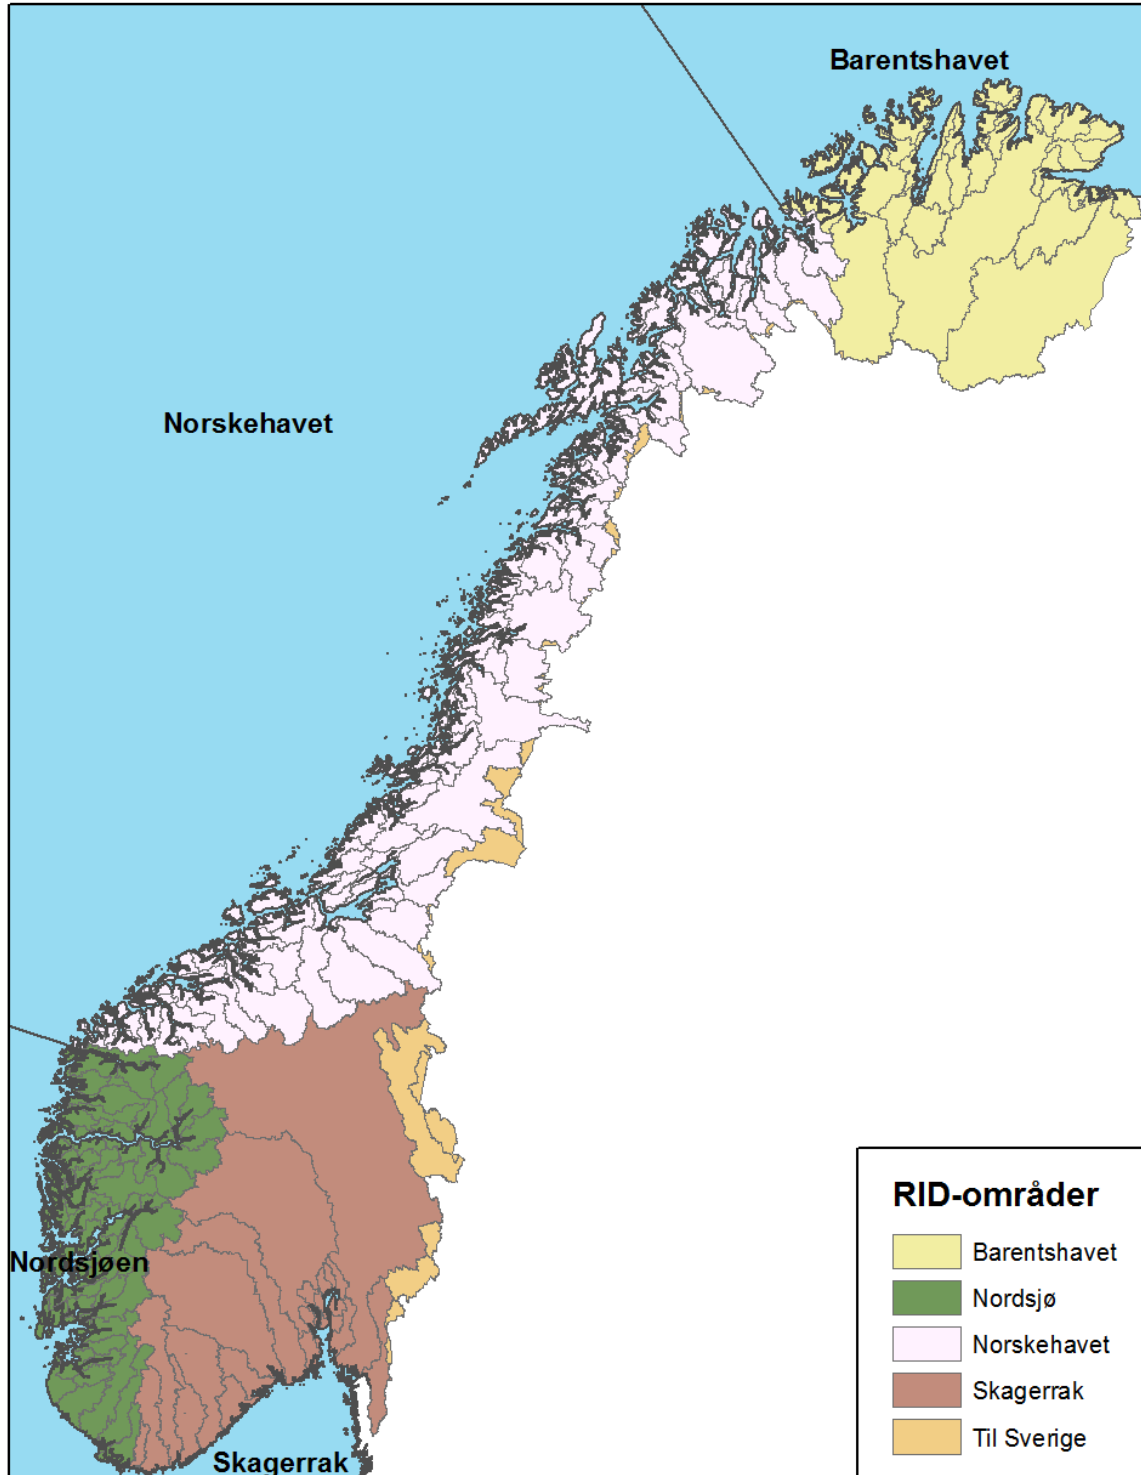 Barentshavet
Norskehavet
Nordsjøen
Skagerrak
RID-områder
Barentshavet
Nordsjø
Norskehavet
Skagerrak
Til Sverige